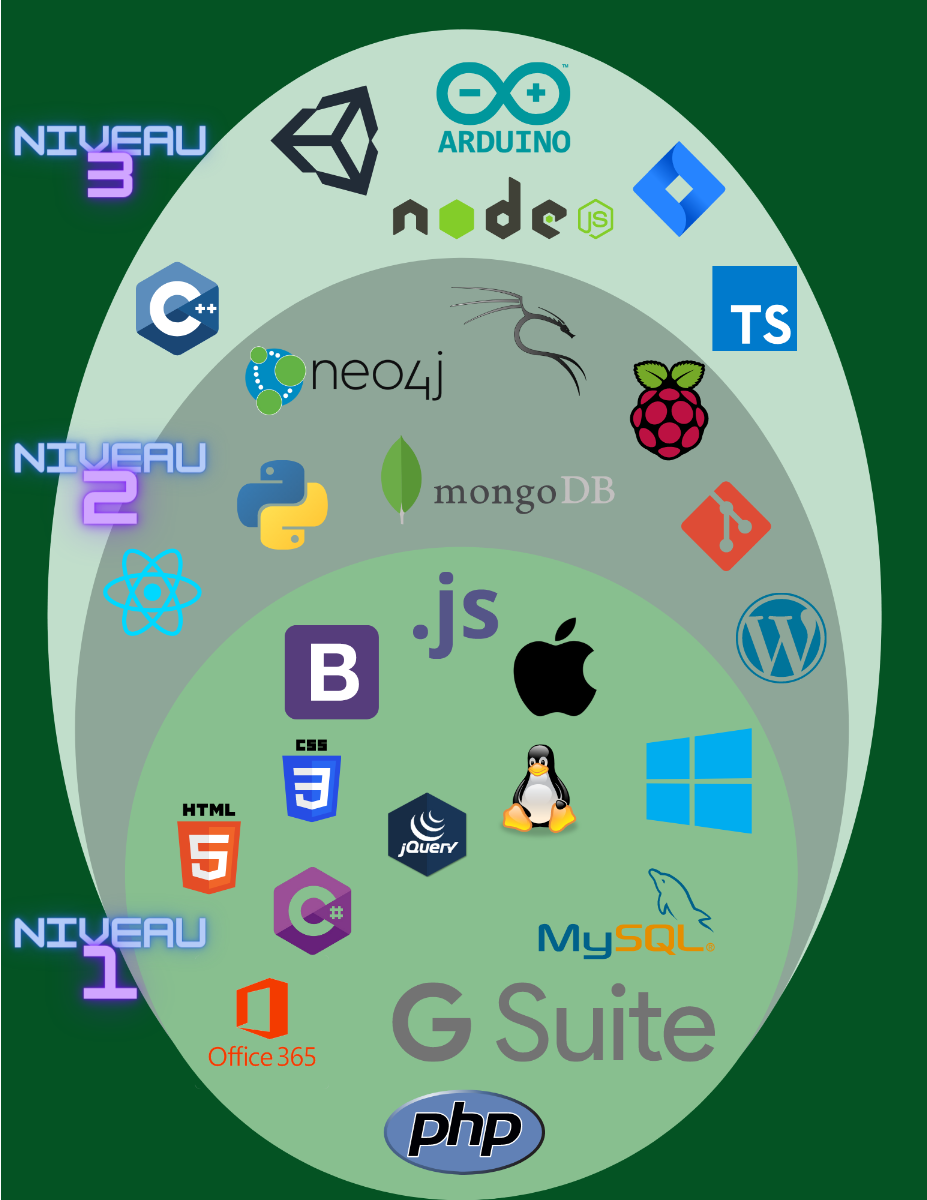 ARDUINO
™
NIVEAU
3
node
JS
C++
TS
neo4j
NIVEAU
2
mongoDB
.js
B
W
CSS
3
HTML
5
jQuery
C#
NIVEAU
1
MySQL®
G Suite
Office 365
php